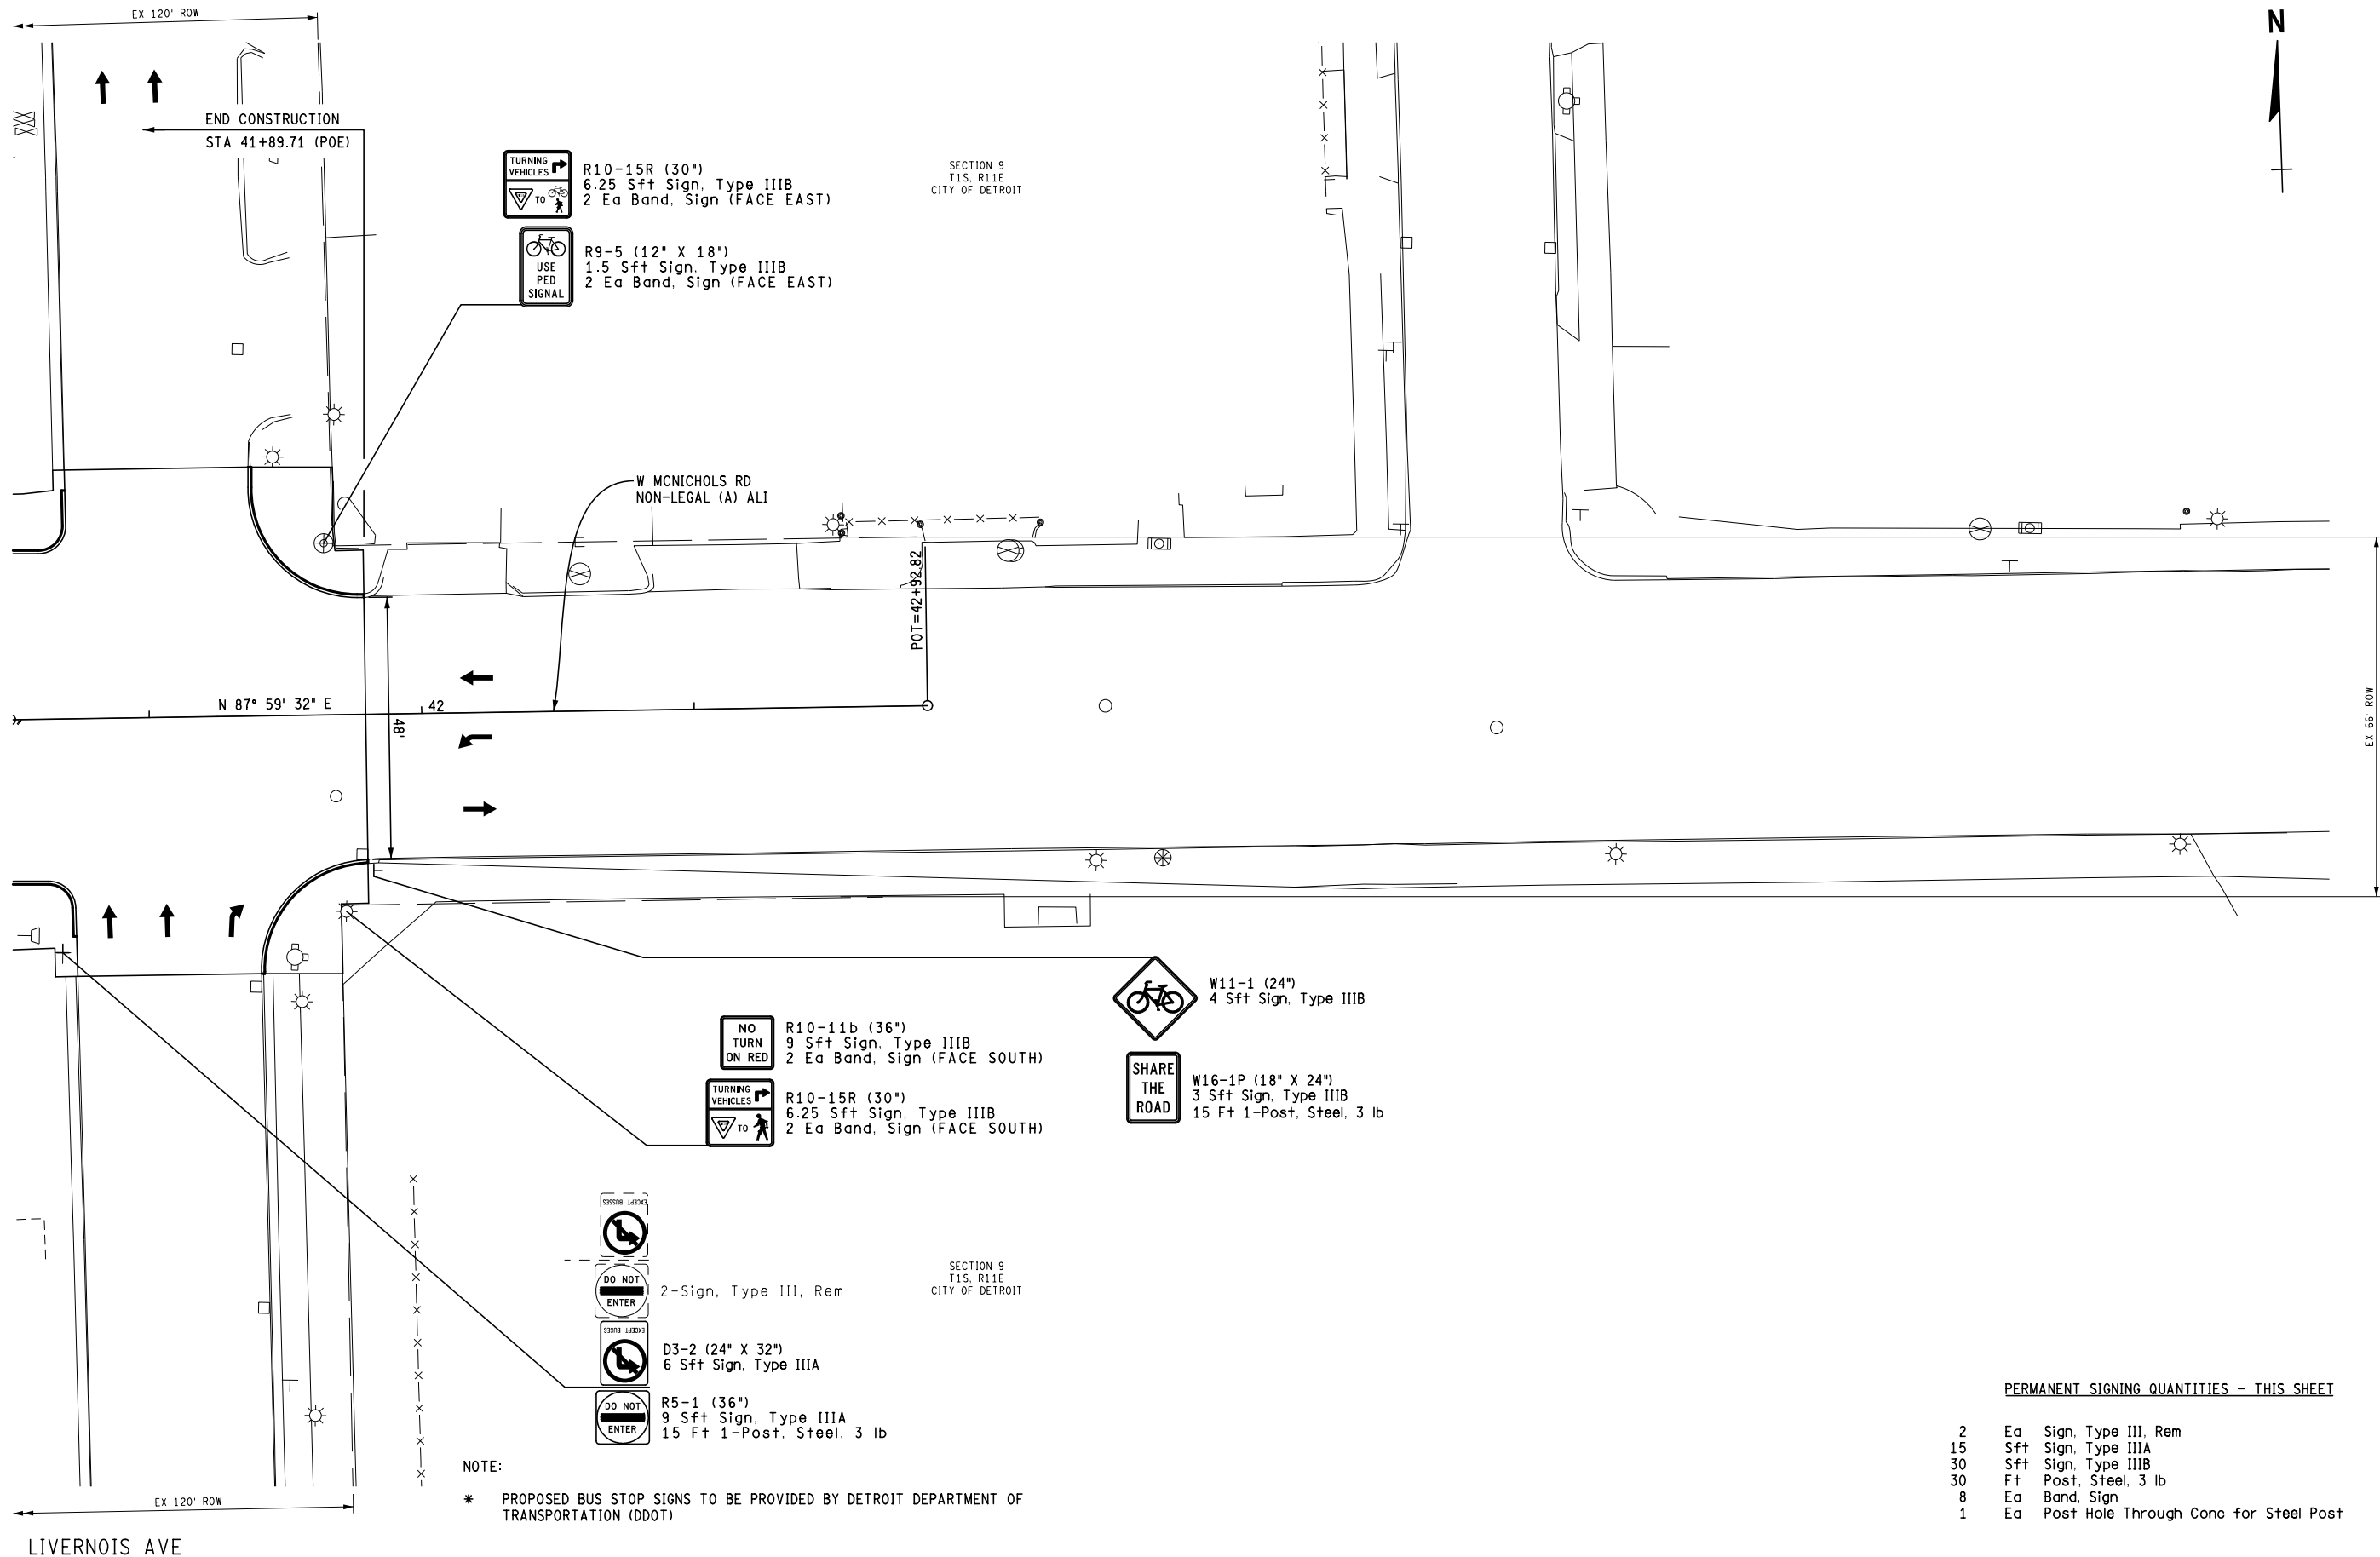 EX 120' ROW
N
END CONSTRUCTION
STA 41+89.71 (POE)
TURNING
VEHICLES
TO
R10-15R (30")
6.25 Sft Sign, Type IIIB
2 Ea Band, Sign (FACE EAST)
SECTION 9
T1S, R11E
CITY OF DETROIT
USE
PED
SIGNAL
R9-5 (12" X 18")
1.5 Sft Sign, Type IIIB
2 Ea Band, Sign (FACE EAST)
W MCNICHOLS RD
NON-LEGAL (A) ALI
POT=42+92.82
N 87° 59' 32" E
42
48'
EX 66' ROW
W11-1 (24")
4 Sft Sign, Type IIIB
NO
TURN
ON RED
R10-11b (36")
9 Sft Sign, Type IIIB
2 Ea Band, Sign (FACE SOUTH)
SHARE
THE
ROAD
W16-1P (18" X 24")
3 Sft Sign, Type IIIB
15 Ft 1-Post, Steel, 3 lb
TURNING
VEHICLES
TO
R10-15R (30")
6.25 Sft Sign, Type IIIB
2 Ea Band, Sign (FACE SOUTH)
EXCEPT BUSSES
DO NOT
ENTER
2-Sign, Type III, Rem
SECTION 9
T1S, R11E
CITY OF DETROIT
EXCEPT BUSSES
D3-2 (24" X 32")
6 Sft Sign, Type IIIA
DO NOT
ENTER
R5-1 (36")
9 Sft Sign, Type IIIA
15 Ft 1-Post, Steel, 3 lb
NOTE:
* PROPOSED BUS STOP SIGNS TO BE PROVIDED BY DETROIT DEPARTMENT OF
TRANSPORTATION (DDOT)
PERMANENT SIGNING QUANTITIES - THIS SHEET
2 Ea Sign, Type III, Rem
15 Sft Sign, Type IIIA
30 Sft Sign, Type IIIB
30 Ft Post, Steel, 3 lb
8 Ea Band, Sign
1 Ea Post Hole Through Conc for Steel Post
EX 120' ROW
LIVERNOIS AVE